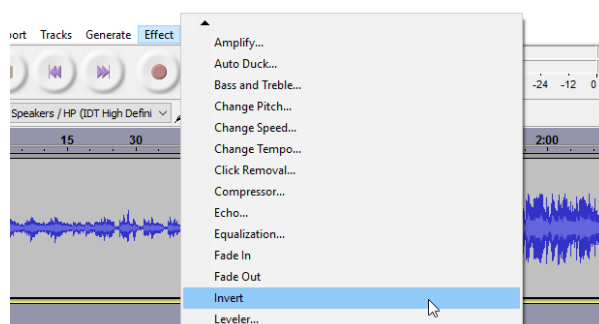 ort Tracks Generate Effect
Amplify...
Auto Duck...
Bass and Treble...
Change Pitch...
Change Speed...
Change Tempo...
Click Removal...
Compressor...
Echo...
Equalization...
Fade In
Fade Out
Invert
Leveler...
-24 -12 0
Speakers / HP (IDT High Defini
15 30 2:00